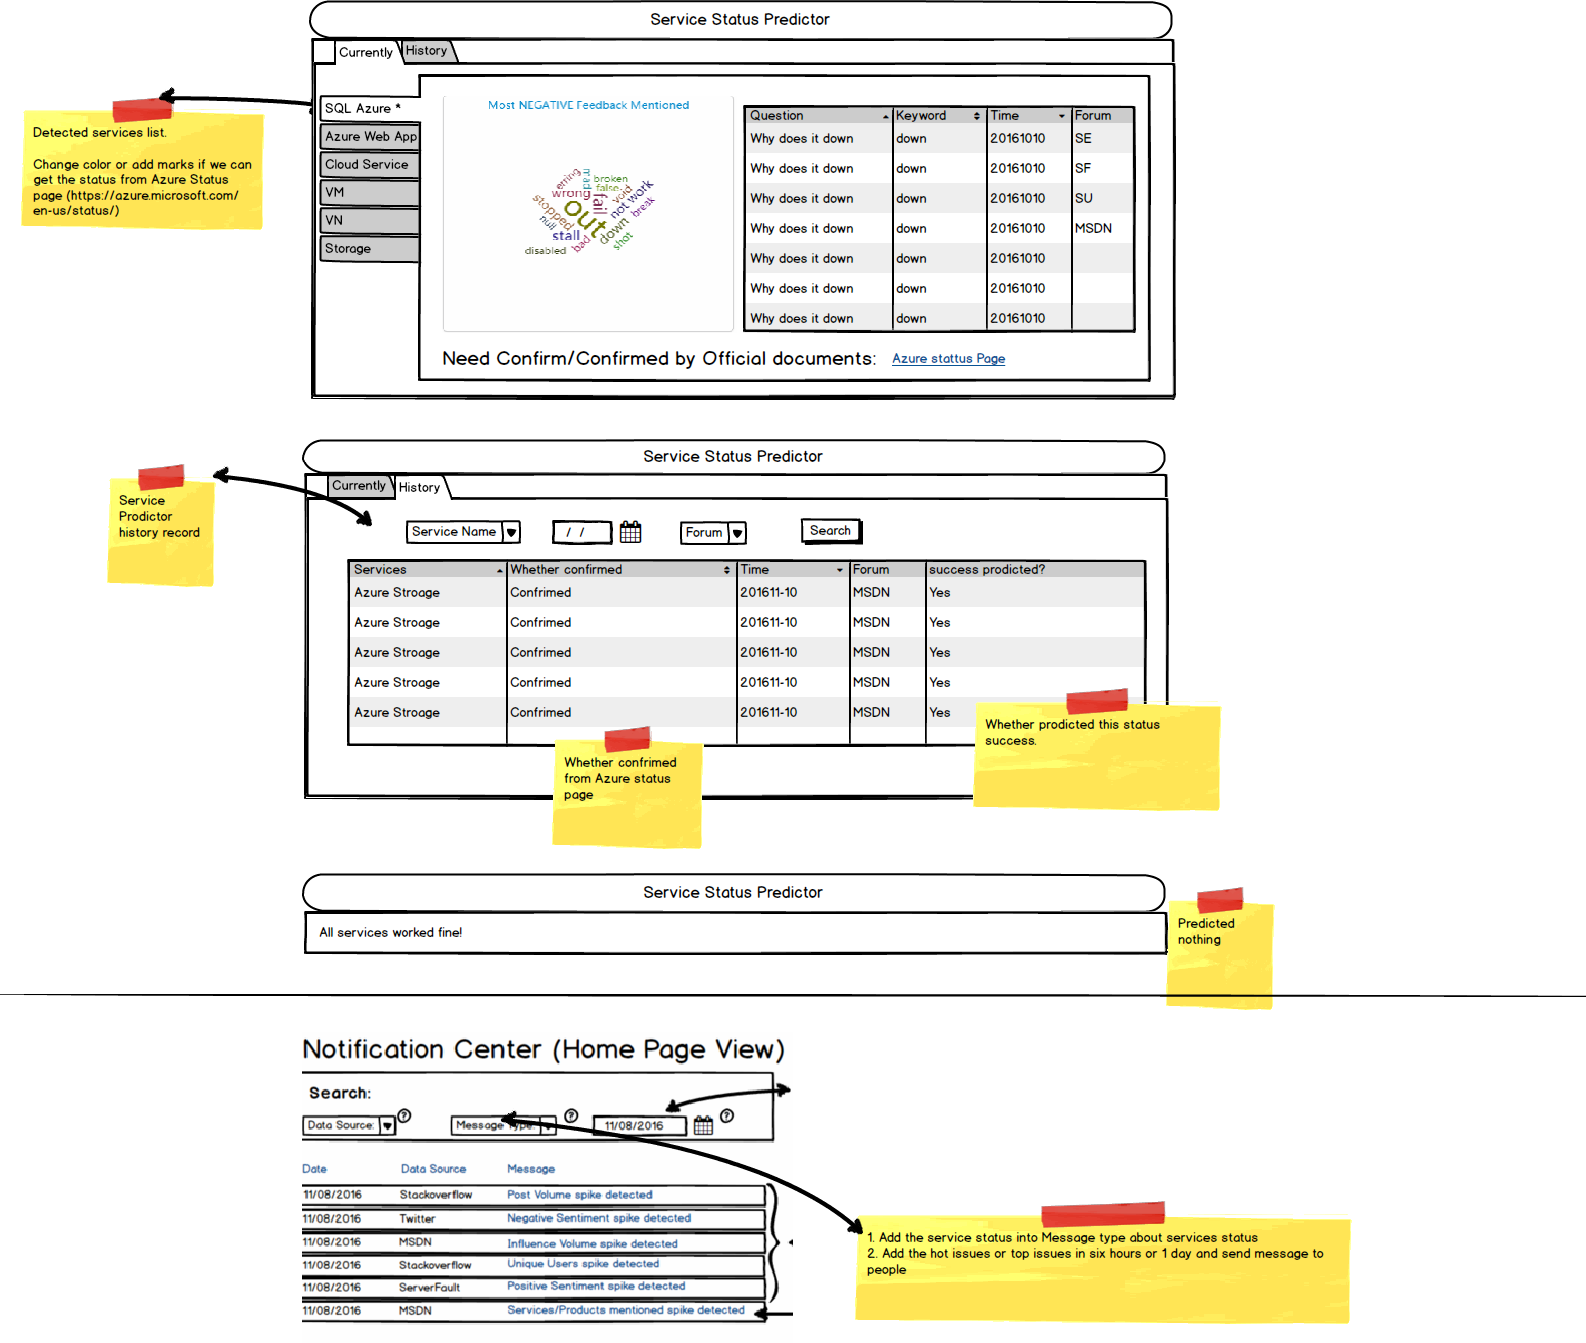 Service Status Predictor
Currently
History
Detected services list.
Change color or add marks if we can
get the status from Azure Status
page (https://azure.microsoft.com/
en-us/status/)
SQL Azure *
Azure Web App
Cloud Service
VM
VN
Storage
Most NEGATIVE Feedback Mentioned
erring
mad
broken
false
wrong
fail
void
not work
stopped
out
break
null
stall
down
bad
shot
disabled
Question Keyword Time Forum
Why does it down down 20161010 SE
Why does it down down 20161010 SF
Why does it down down 20161010 SU
Why does it down down 20161010 MSDN
Why does it down down 20161010
Why does it down down 20161010
Why does it down down 20161010
Need Confirm/Confirmed by Official documents: Azure stattus Page
Service Status Predictor
Currently
History
Service
Prodictor
history record
Service Name / / Forum Search
Services Whether confirmed Time Forum success prodicted?
Azure Stroage Confrimed 201611-10 MSDN Yes
Azure Stroage Confrimed 201611-10 MSDN Yes
Azure Stroage Confrimed 201611-10 MSDN Yes
Azure Stroage Confrimed 201611-10 MSDN Yes
Azure Stroage Confrimed 201611-10 MSDN Yes
Whether prodicted this status
success.
Whether confrimed
from Azure status
page
Service Status Predictor
All services worked fine!
Predicted
nothing
Notification Center (Home Page View)
Search:
Data Source: ? Message Type: ? 11/08/2016 ?
Date Data Source Message
11/08/2016 Stackoverflow Post Volume spike detected
11/08/2016 Twitter Negative Sentiment spike detected
11/08/2016 MSDN Influence Volume spike detected
11/08/2016 Stackoverflow Unique Users spike detected
11/08/2016 ServerFault Positive Sentiment spike detected
11/08/2016 MSDN Services/Products mentioned spike detected
1. Add the service status into Message type about services status
2. Add the hot issues or top issues in six hours or 1 day and send message to
people